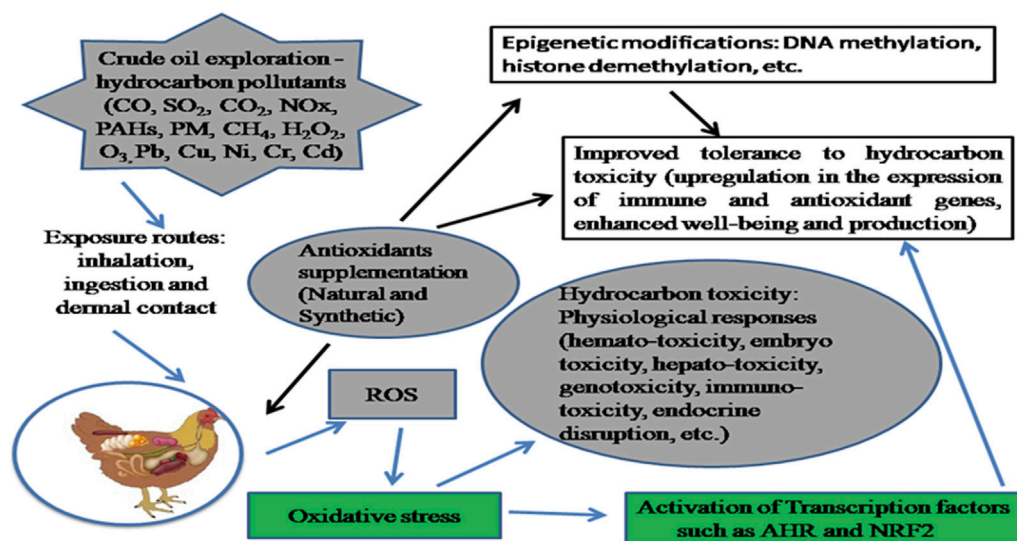 Crude oil exploration -
hydrocarbon pollutants
(CO, SO₂, CO₂, NOx,
PAHs, PM, CH₄, H₂O₂,
O₃, Pb, Cu, Ni, Cr, Cd)
Epigenetic modifications: DNA methylation,
histone demethylation, etc.
Improved tolerance to hydrocarbon
toxicity (upregulation in the expression
of immune and antioxidant genes,
enhanced well-being and production)
Exposure routes:
inhalation,
ingestion and
dermal contact
Antioxidants
supplementation
(Natural and
Synthetic)
Hydrocarbon toxicity:
Physiological responses
(hemato-toxicity, embryo
toxicity, hepato-toxicity,
genotoxicity, immuno-
toxicity, endocrine
disruption, etc.)
ROS
Oxidative stress
Activation of Transcription factors
such as AHR and NRF2